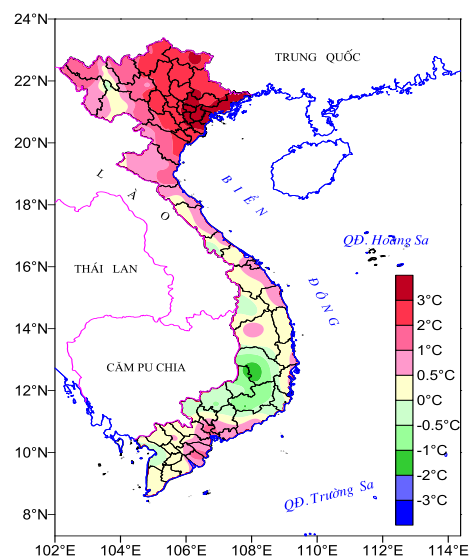 24°N
22°N
20°N
18°N
16°N
14°N
12°N
10°N
8°N
TRUNG QUỐC
LÀO
BIỂN ĐÔNG
THÁI LAN
QĐ. Hoàng Sa
CĂM PU CHIA
QĐ. Trường Sa
3°C
2°C
1°C
0.5°C
0°C
-0.5°C
-1°C
-2°C
-3°C
102°E 104°E 106°E 108°E 110°E 112°E 114°E